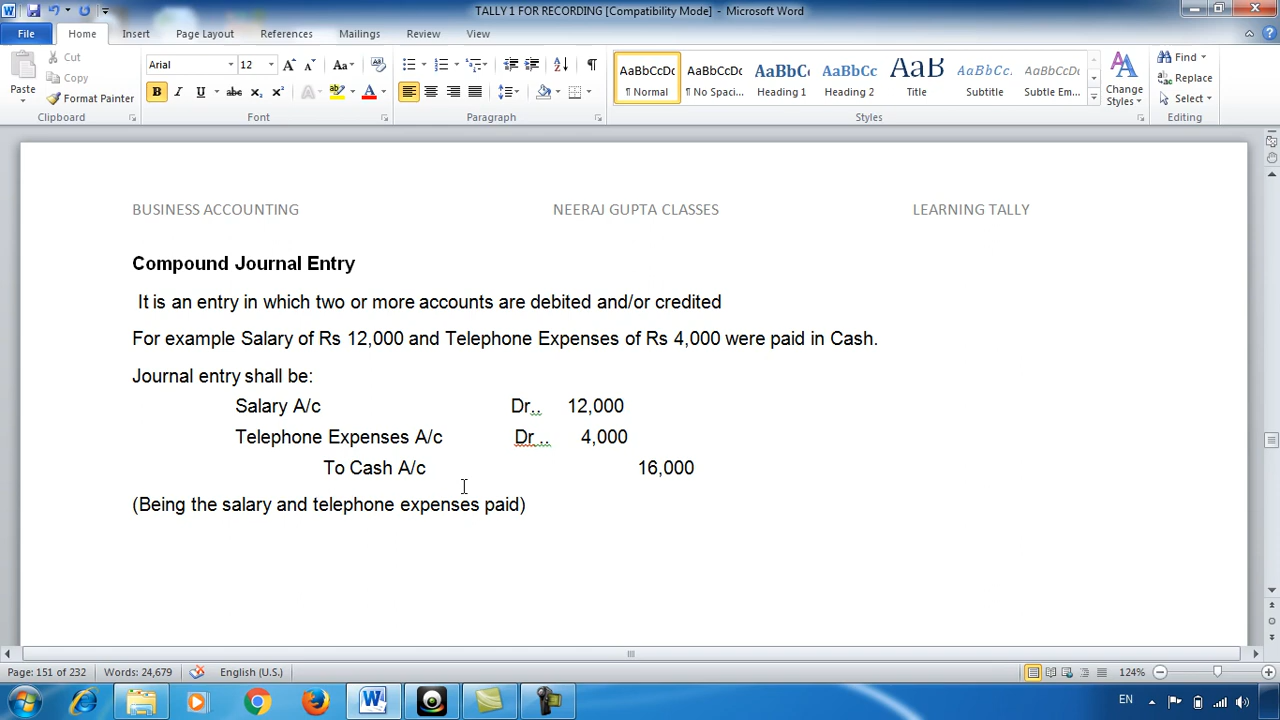 TALLY 1 FOR RECORDING [Compatibility Mode] - Microsoft Word
File Home Insert Page Layout References Mailings Review View
Paste
Cut
Copy
Format Painter
Clipboard
Arial 12
Font
Paragraph
AaBbCcDc AaBbCcDc AaBbCc AaBbCc AaB AaBbCc. AaBbCcDc
¶ Normal ¶ No Spaci... Heading 1 Heading 2 Title Subtitle Subtle Em...
Styles
Change Styles
Find
Replace
Select
Editing
BUSINESS ACCOUNTING NEERAJ GUPTA CLASSES LEARNING TALLY
Compound Journal Entry
It is an entry in which two or more accounts are debited and/or credited
For example Salary of Rs 12,000 and Telephone Expenses of Rs 4,000 were paid in Cash.
Journal entry shall be:
Salary A/c Dr.. 12,000
Telephone Expenses A/c Dr .. 4,000
To Cash A/c 16,000
(Being the salary and telephone expenses paid)
Page: 151 of 232 Words: 24,679 English (U.S.) 124%
EN